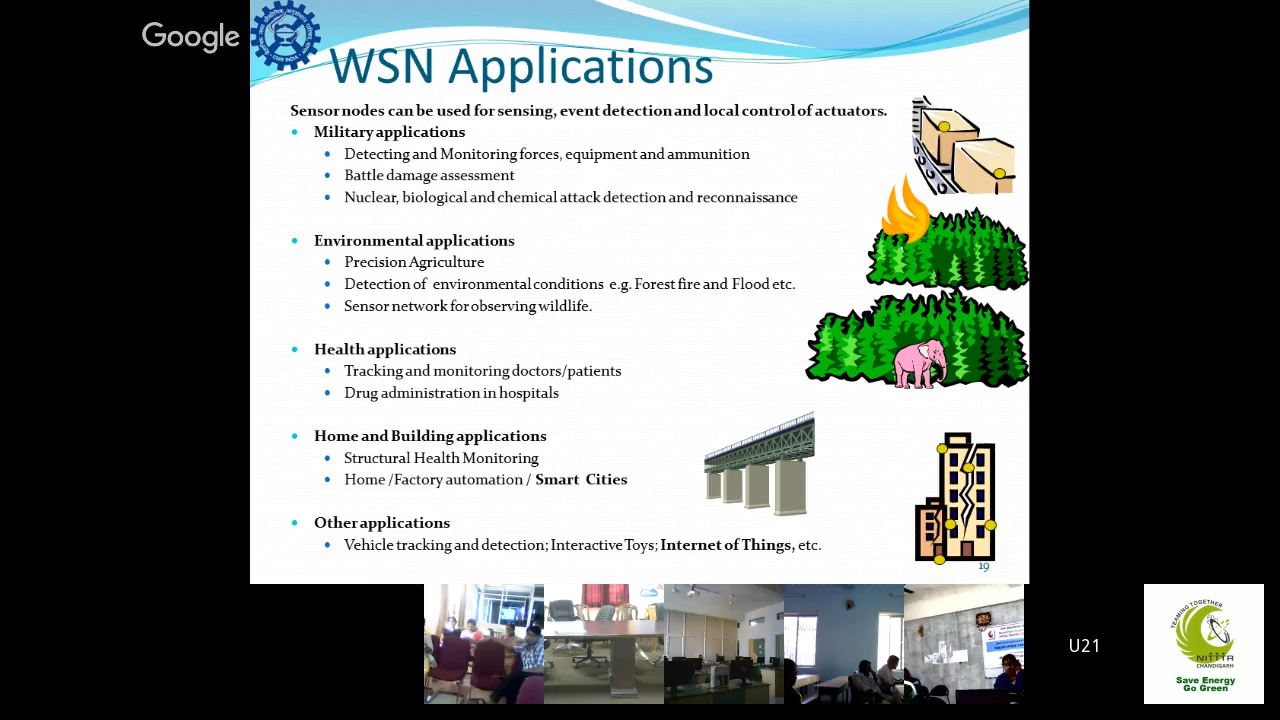 Google
WSN Applications
Sensor nodes can be used for sensing, event detection and local control of actuators.
Military applications
Detecting and Monitoring forces, equipment and ammunition
Battle damage assessment
Nuclear, biological and chemical attack detection and reconnaissance
Environmental applications
Precision Agriculture
Detection of environmental conditions e.g. Forest fire and Flood etc.
Sensor network for observing wildlife.
Health applications
Tracking and monitoring doctors/patients
Drug administration in hospitals
Home and Building applications
Structural Health Monitoring
Home /Factory automation / Smart Cities
Other applications
Vehicle tracking and detection; Interactive Toys; Internet of Things, etc.
19
U21
TEAMING TOGETHER
CHANDIGARH
Save Energy
Go Green